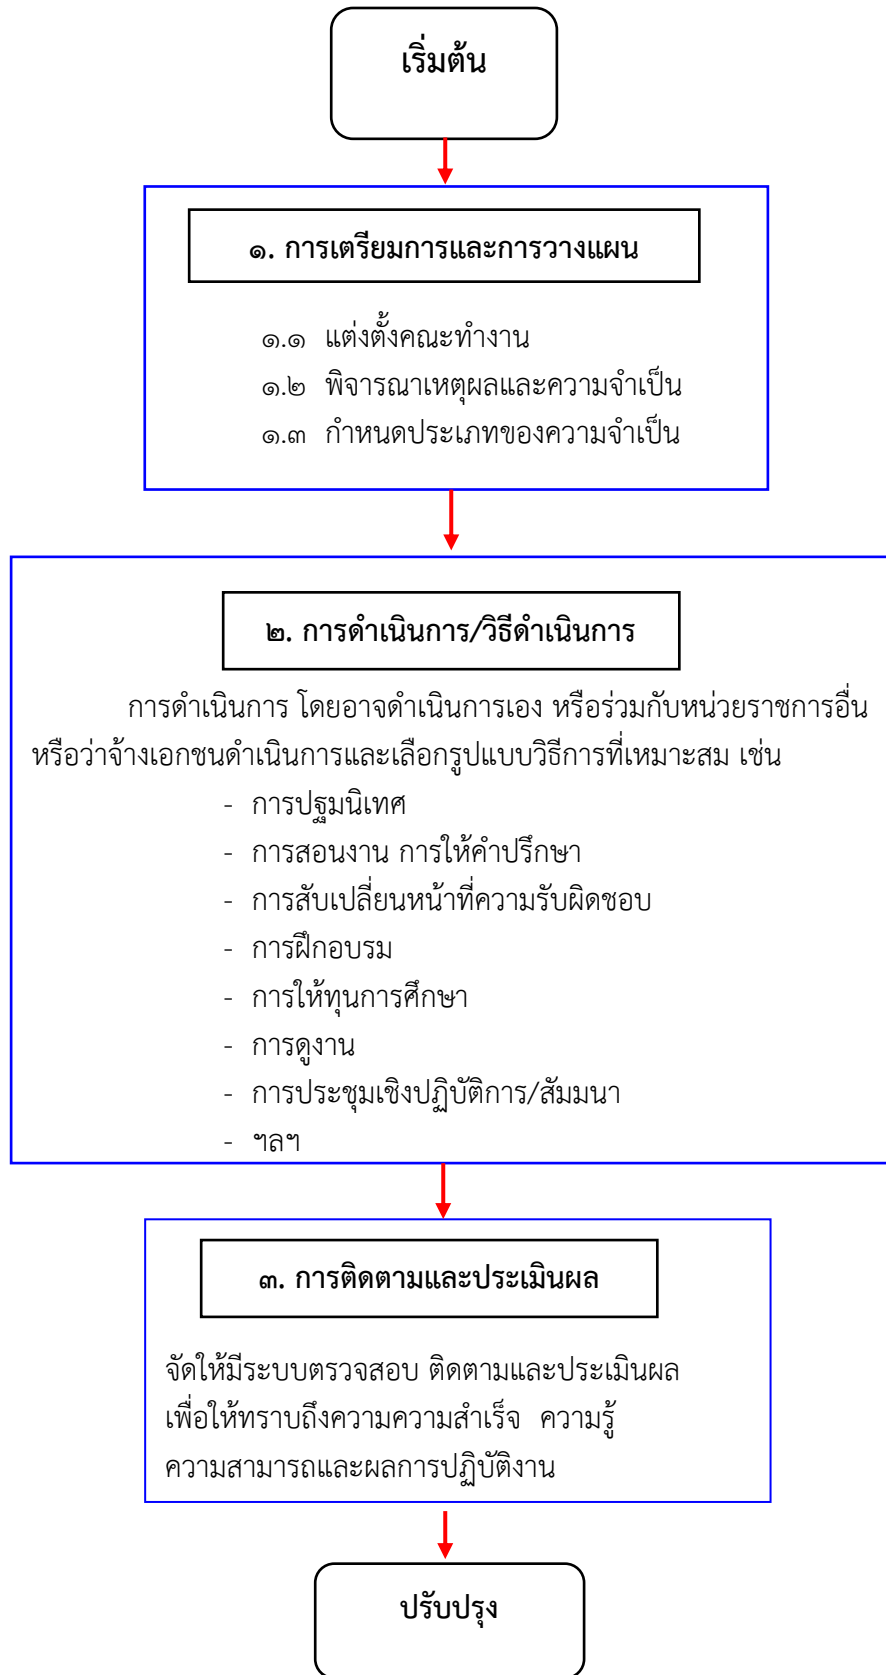 เริ่มต้น
๑. การเตรียมการและการวางแผน
๑.๑ แต่งตั้งคณะทำงาน
๑.๒ พิจารณาเหตุผลและความจำเป็น
๑.๓ กำหนดประเภทของความจำเป็น
๒. การดำเนินการ/วิธีดำเนินการ
การดำเนินการ โดยอาจดำเนินการเอง หรือร่วมกับหน่วยราชการอื่น
หรือว่าจ้างเอกชนดำเนินการและเลือกรูปแบบวิธีการที่เหมาะสม เช่น
- การปฐมนิเทศ
- การสอนงาน การให้คำปรึกษา
- การสับเปลี่ยนหน้าที่ความรับผิดชอบ
- การฝึกอบรม
- การให้ทุนการศึกษา
- การดูงาน
- การประชุมเชิงปฏิบัติการ/สัมมนา
- ฯลฯ
๓. การติดตามและประเมินผล
จัดให้มีระบบตรวจสอบ ติดตามและประเมินผล
เพื่อให้ทราบถึงความความสำเร็จ ความรู้
ความสามารถและผลการปฏิบัติงาน
ปรับปรุง